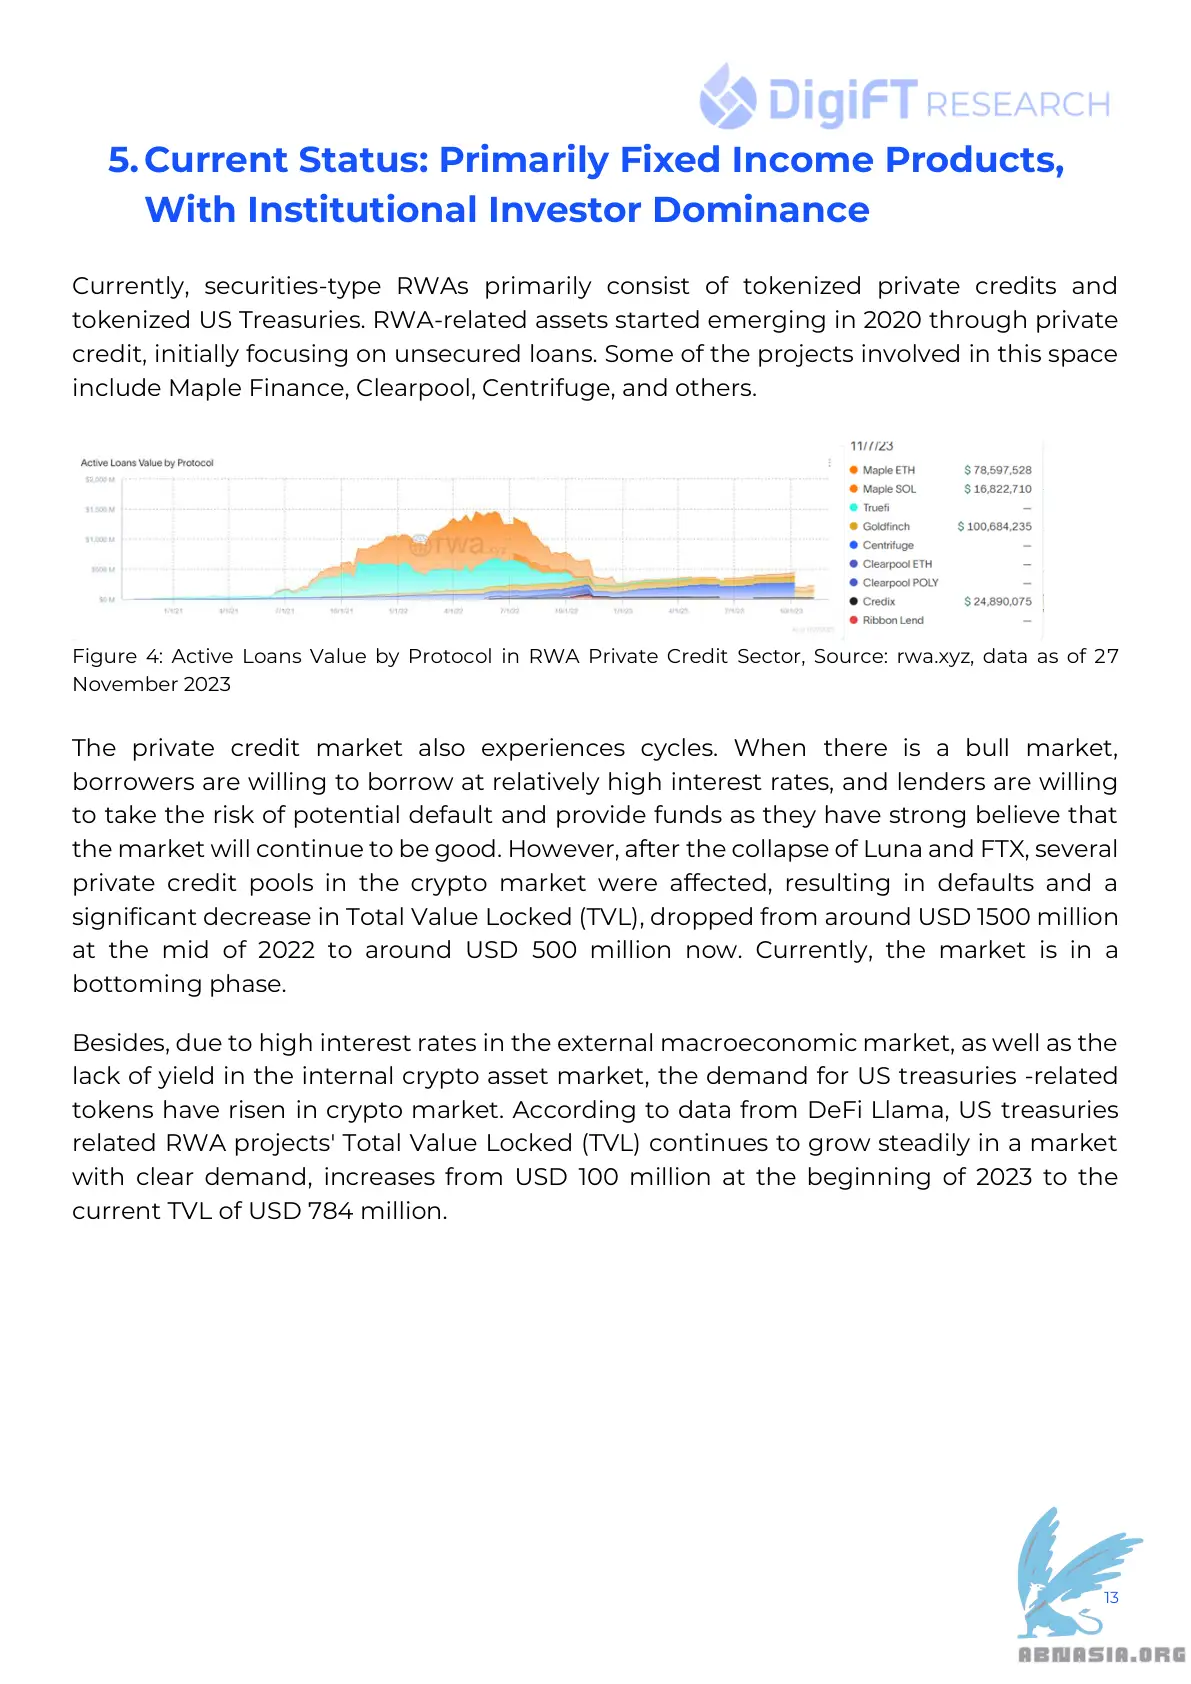 DigiFT RESEARCH
5. Current Status: Primarily Fixed Income Products,
With Institutional Investor Dominance
Currently, securities-type RWAs primarily consist of tokenized private credits and
tokenized US Treasuries. RWA-related assets started emerging in 2020 through private
credit, initially focusing on unsecured loans. Some of the projects involved in this space
include Maple Finance, Clearpool, Centrifuge, and others.
Active Loans Value by Protocol
$2,000 M
$1,500 M
$1,000 M
$500 M
$0 M
rwa.xyz
1/1/21 4/1/21 7/1/21 10/1/21 1/1/22 4/1/22 7/1/22 10/1/22 1/1/23 4/1/23 7/1/23 10/1/23
11/7/23
Maple ETH $ 78,597,528
Maple SOL $ 16,822,710
Truefi —
Goldfinch $ 100,684,235
Centrifuge —
Clearpool ETH —
Clearpool POLY —
Credix $ 24,890,075
Ribbon Lend —
Figure 4: Active Loans Value by Protocol in RWA Private Credit Sector, Source: rwa.xyz, data as of 27
November 2023
The private credit market also experiences cycles. When there is a bull market,
borrowers are willing to borrow at relatively high interest rates, and lenders are willing
to take the risk of potential default and provide funds as they have strong believe that
the market will continue to be good. However, after the collapse of Luna and FTX, several
private credit pools in the crypto market were affected, resulting in defaults and a
significant decrease in Total Value Locked (TVL), dropped from around USD 1500 million
at the mid of 2022 to around USD 500 million now. Currently, the market is in a
bottoming phase.
Besides, due to high interest rates in the external macroeconomic market, as well as the
lack of yield in the internal crypto asset market, the demand for US treasuries -related
tokens have risen in crypto market. According to data from DeFi Llama, US treasuries
related RWA projects' Total Value Locked (TVL) continues to grow steadily in a market
with clear demand, increases from USD 100 million at the beginning of 2023 to the
current TVL of USD 784 million.
13
ABNASIA.ORG